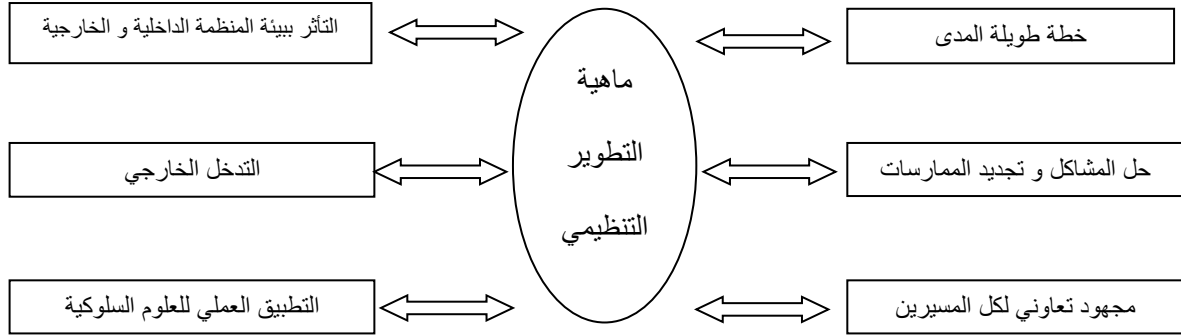 خطة طويلة المدى
التأثر ببيئة المنظمة الداخلية و الخارجية
ماهية
التطوير
التنظيمي
حل المشاكل و تجديد الممارسات
التدخل الخارجي
مجهود تعاوني لكل المسيرين
التطبيق العملي للعلوم السلوكية